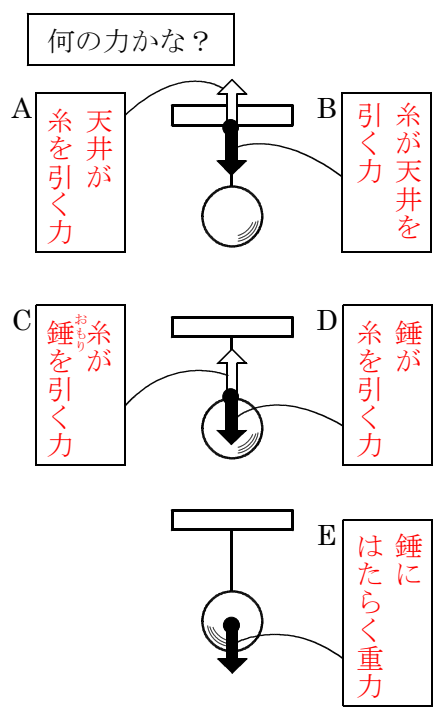 何の力かな？
A
天井が
糸を引く力
B
糸が天井を
引く力
C
糸が
錘を引く力
おもり
D
錘が
糸を引く力
E
錘に
はたらく重力